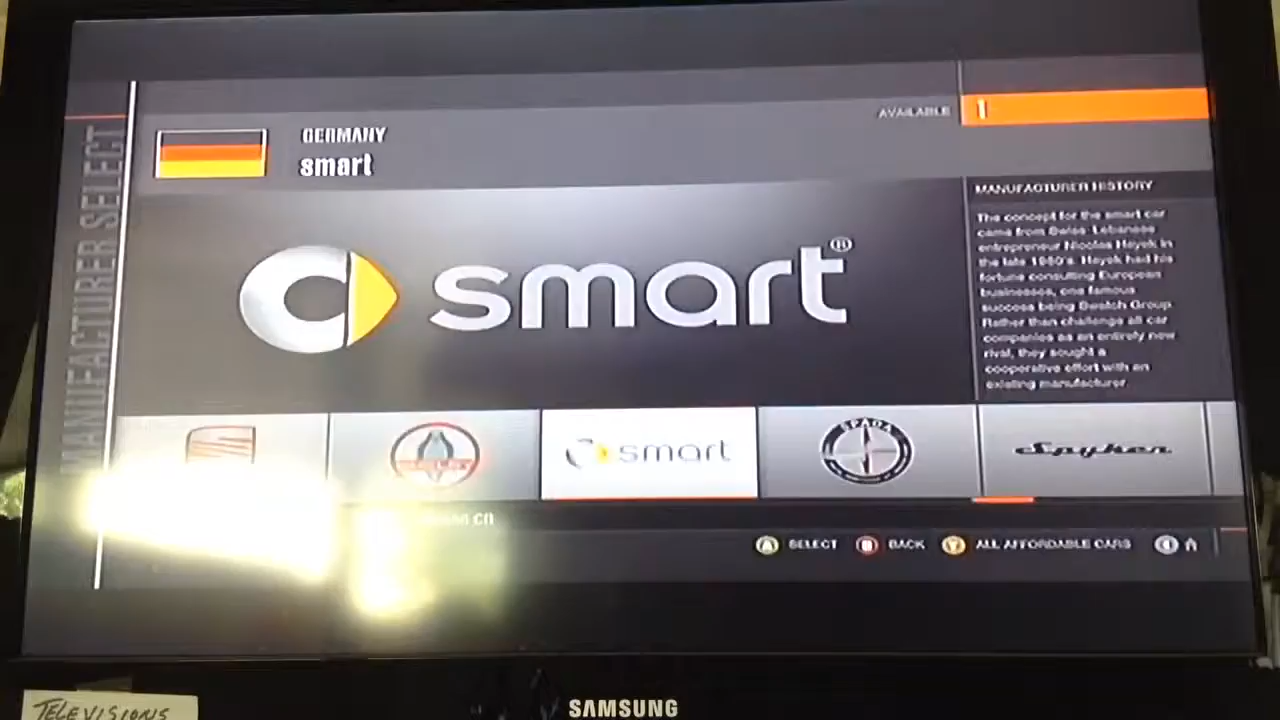 AVAILABLE
1
GERMANY
smart
MANUFACTURER SELECT
smart®
MANUFACTURER HISTORY
The concept for the smart car
came from Swiss-Lebanese
entrepreneur Nicolas Hayek in
the late 1980's. Hayek had his
fortune consulting European
businesses, one famous
success being Swatch Group.
Rather than challenge all car
companies as an entirely new
rival, they sought a
cooperative effort with an
existing manufacturer.
smart
SPADA
Spyker
CR
A SELECT
BACK
Y ALL AFFORDABLE CARS
SAMSUNG
TELEVISIONS